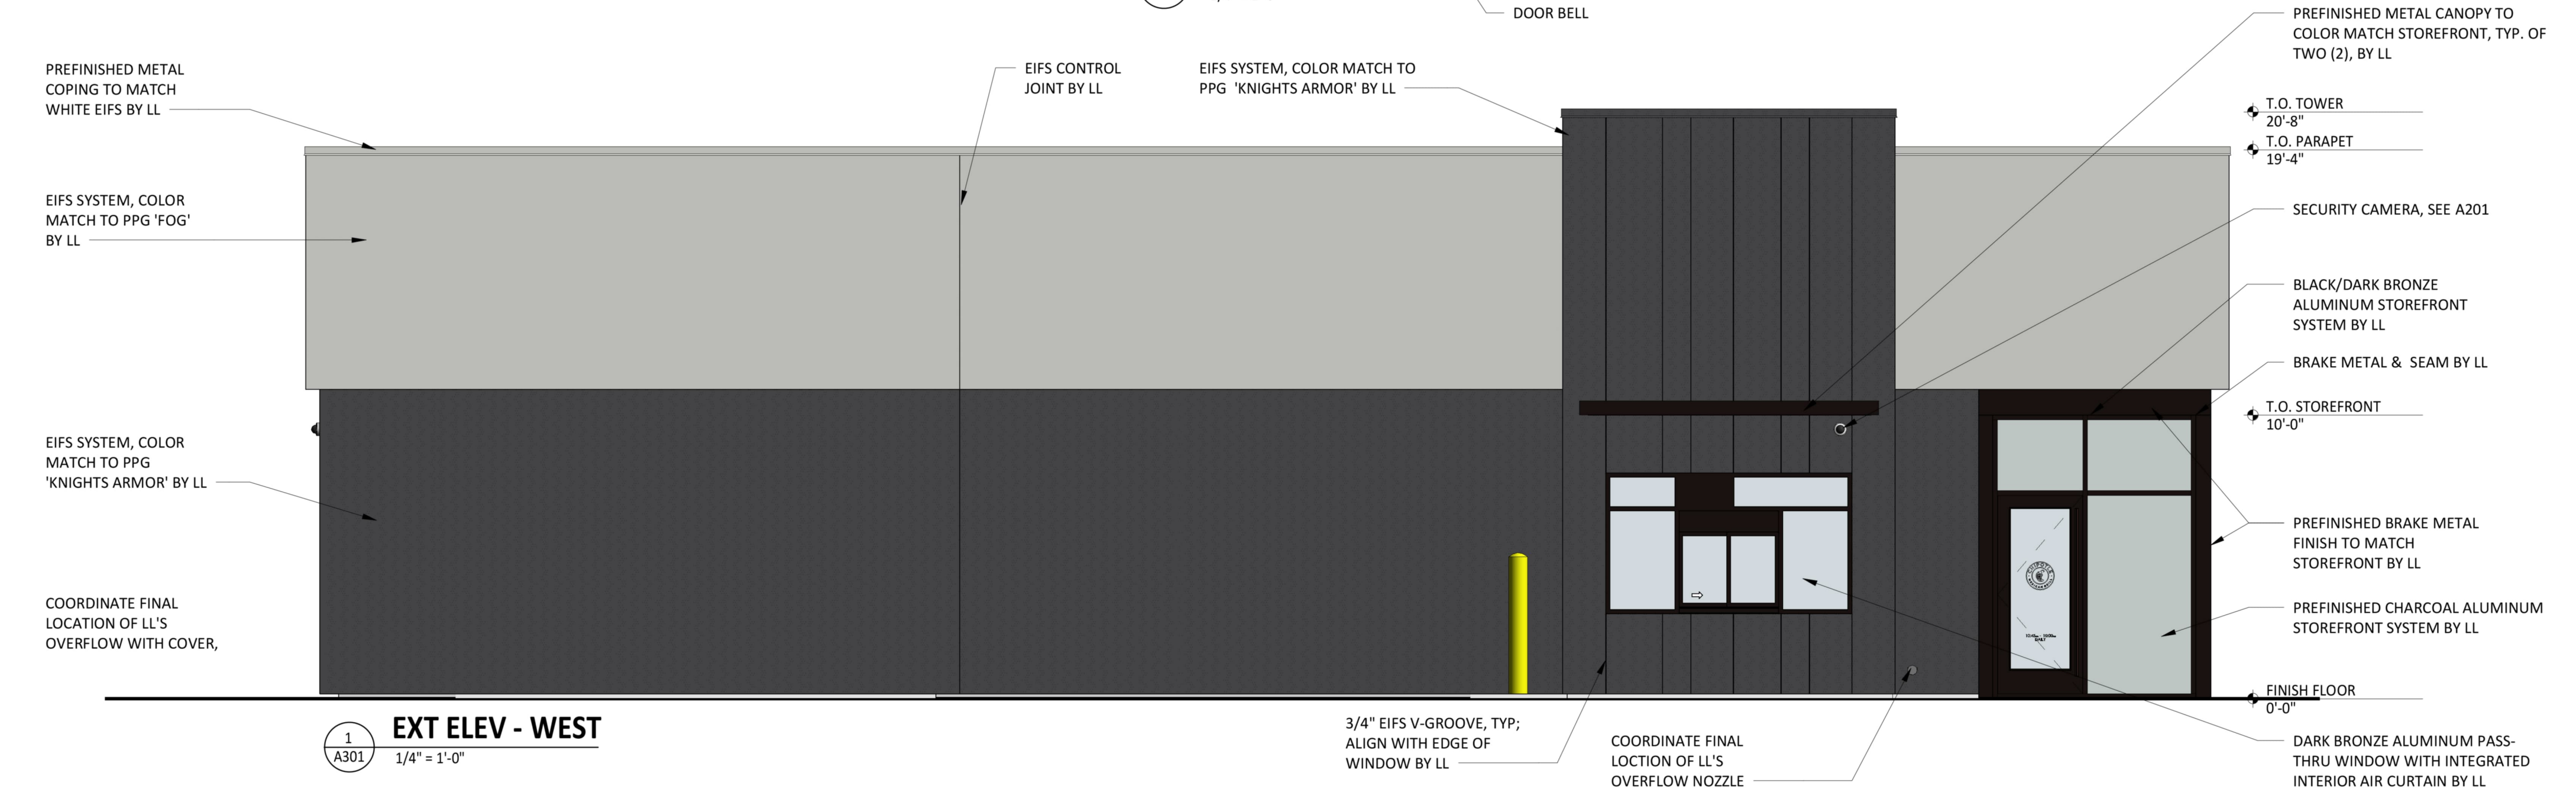 DOOR BELL
PREFINISHED METAL CANOPY TO
COLOR MATCH STOREFRONT, TYP. OF
TWO (2), BY LL
PREFINISHED METAL
COPING TO MATCH
WHITE EIFS BY LL
EIFS CONTROL
JOINT BY LL
EIFS SYSTEM, COLOR MATCH TO
PPG 'KNIGHTS ARMOR' BY LL
T.O. TOWER
20'-8"
T.O. PARAPET
19'-4"
EIFS SYSTEM, COLOR
MATCH TO PPG 'FOG'
BY LL
SECURITY CAMERA, SEE A201
BLACK/DARK BRONZE
ALUMINUM STOREFRONT
SYSTEM BY LL
BRAKE METAL & SEAM BY LL
T.O. STOREFRONT
10'-0"
EIFS SYSTEM, COLOR
MATCH TO PPG
'KNIGHTS ARMOR' BY LL
PREFINISHED BRAKE METAL
FINISH TO MATCH
STOREFRONT BY LL
CHIPOTLE
COORDINATE FINAL
LOCATION OF LL'S
OVERFLOW WITH COVER,
PREFINISHED CHARCOAL ALUMINUM
STOREFRONT SYSTEM BY LL
DAILY
FINISH FLOOR
0'-0"
1
A301
EXT ELEV - WEST
1/4" = 1'-0"
3/4" EIFS V-GROOVE, TYP;
ALIGN WITH EDGE OF
WINDOW BY LL
COORDINATE FINAL
LOCTION OF LL'S
OVERFLOW NOZZLE
DARK BRONZE ALUMINUM PASS-
THRU WINDOW WITH INTEGRATED
INTERIOR AIR CURTAIN BY LL